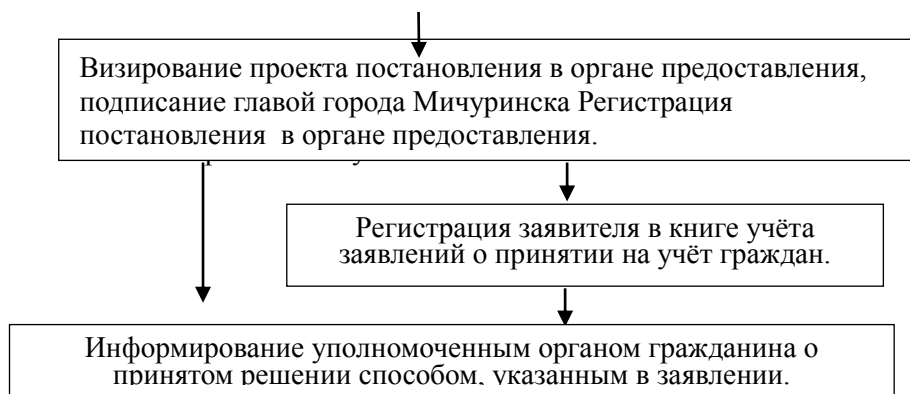 Визирование проекта постановления в органе предоставления,
подписание главой города Мичуринска Регистрация
постановления в органе предоставления.
Регистрация заявителя в книге учёта
заявлений о принятии на учёт граждан.
Информирование уполномоченным органом гражданина о
принятом решении способом, указанным в заявлении.